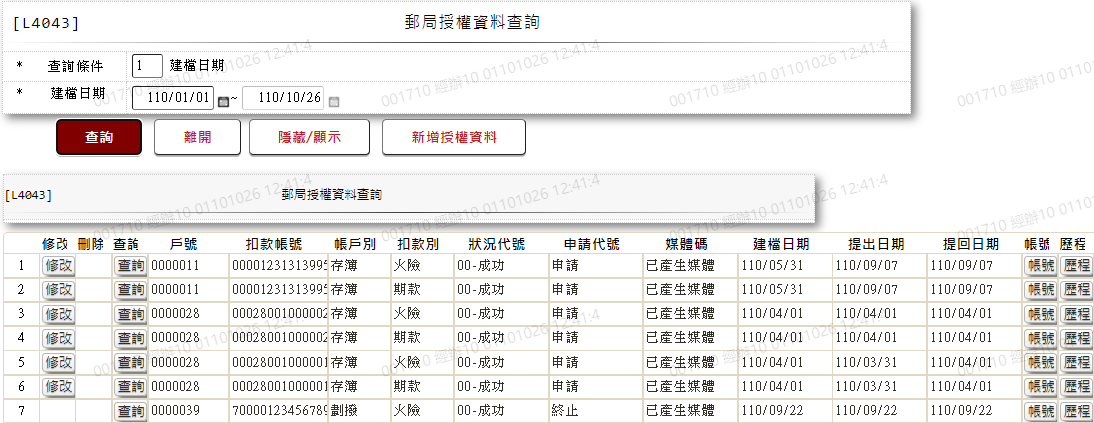 [L4043] 郵局授權資料查詢
* 查詢條件 1 建檔日期
* 建檔日期 110/01/01 ~ 110/10/26
查詢 離開 隱藏/顯示 新增授權資料
[L4043] 郵局授權資料查詢
修改 刪除 查詢 戶號 扣款帳號 帳戶別 扣款別 狀況代號 申請代號 媒體碼 建檔日期 提出日期 提回日期 帳號 歷程
1 修改 查詢 0000011 00001231313995 存簿 火險 00-成功 申請 已產生媒體 110/05/31 110/09/07 110/09/07 帳號 歷程
2 修改 查詢 0000011 00001231313995 存簿 期款 00-成功 申請 已產生媒體 110/05/31 110/09/07 110/09/07 帳號 歷程
3 修改 查詢 0000028 00028001000002 存簿 火險 00-成功 申請 已產生媒體 110/04/01 110/04/01 110/04/01 帳號 歷程
4 修改 查詢 0000028 00028001000002 存簿 期款 00-成功 申請 已產生媒體 110/04/01 110/04/01 110/04/01 帳號 歷程
5 修改 查詢 0000028 00028001000001 存簿 火險 00-成功 申請 已產生媒體 110/04/01 110/03/31 110/04/01 帳號 歷程
6 修改 查詢 0000028 00028001000001 存簿 期款 00-成功 申請 已產生媒體 110/04/01 110/03/31 110/04/01 帳號 歷程
7 查詢 0000039 70000123456789 劃撥 火險 00-成功 終止 已產生媒體 110/09/22 110/09/22 110/09/22 帳號 歷程
001710 經辦10 01101026 12:41:4